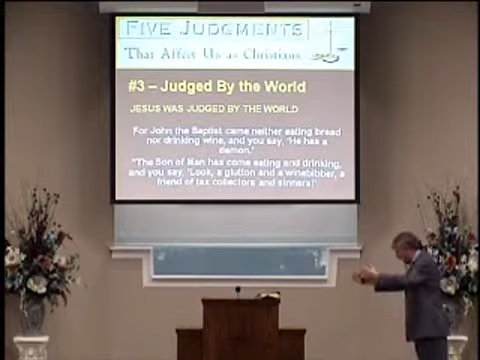 FIVE JUDGMENTS
That Affect Us as Christians
#3 – Judged By the World
JESUS WAS JUDGED BY THE WORLD
For John the Baptist came neither eating bread
nor drinking wine, and you say, 'He has a
demon.'
"The Son of Man has come eating and drinking,
and you say, 'Look, a glutton and a winebibber, a
friend of tax collectors and sinners!'